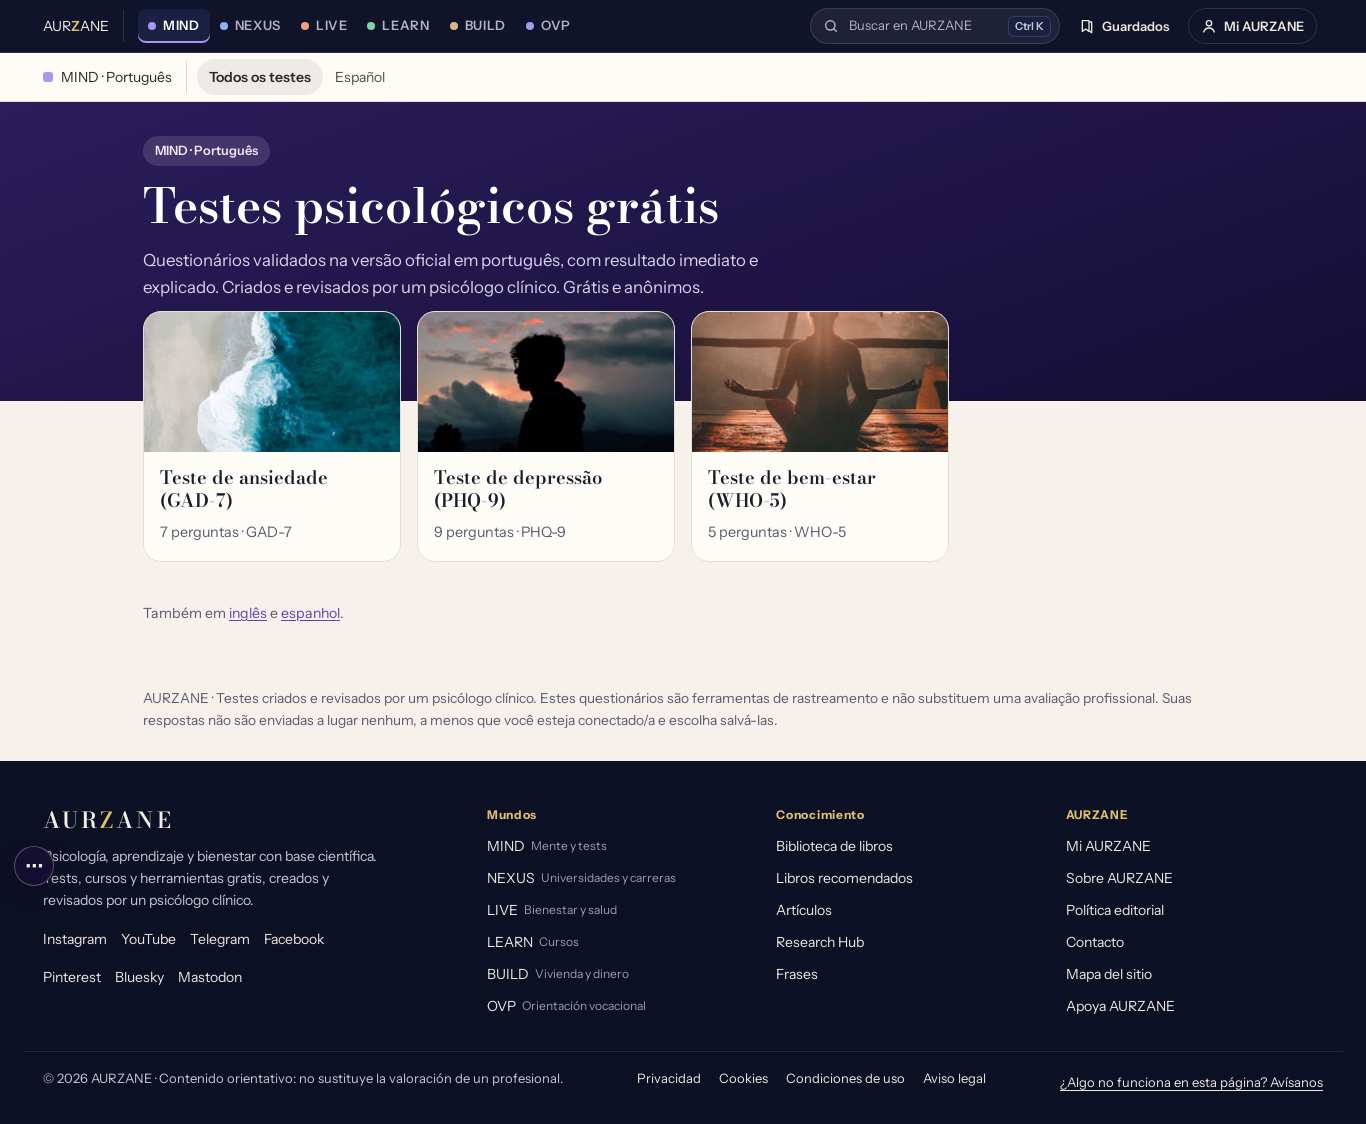 AURZANE MIND NEXUS LIVE LEARN BUILD OVP Buscar en AURZANE Ctrl K Guardados Mi AURZANE
MIND · Português Todos os testes Español
MIND · Português
Testes psicológicos grátis
Questionários validados na versão oficial em português, com resultado imediato e
explicado. Criados e revisados por um psicólogo clínico. Grátis e anônimos.
Teste de ansiedade
(GAD-7)
7 perguntas · GAD-7
Teste de depressão
(PHQ-9)
9 perguntas · PHQ-9
Teste de bem-estar
(WHO-5)
5 perguntas · WHO-5
Também em inglês e espanhol.
AURZANE · Testes criados e revisados por um psicólogo clínico. Estes questionários são ferramentas de rastreamento e não substituem uma avaliação profissional. Suas
respostas não são enviadas a lugar nenhum, a menos que você esteja conectado/a e escolha salvá-las.
AURZANE
Psicología, aprendizaje y bienestar con base científica.
Tests, cursos y herramientas gratis, creados y
revisados por un psicólogo clínico.
Instagram YouTube Telegram Facebook
Pinterest Bluesky Mastodon
Mundos
MIND Mente y tests
NEXUS Universidades y carreras
LIVE Bienestar y salud
LEARN Cursos
BUILD Vivienda y dinero
OVP Orientación vocacional
Conocimiento
Biblioteca de libros
Libros recomendados
Artículos
Research Hub
Frases
AURZANE
Mi AURZANE
Sobre AURZANE
Política editorial
Contacto
Mapa del sitio
Apoya AURZANE
© 2026 AURZANE · Contenido orientativo: no sustituye la valoración de un profesional.
Privacidad Cookies Condiciones de uso Aviso legal
¿Algo no funciona en esta página? Avísanos